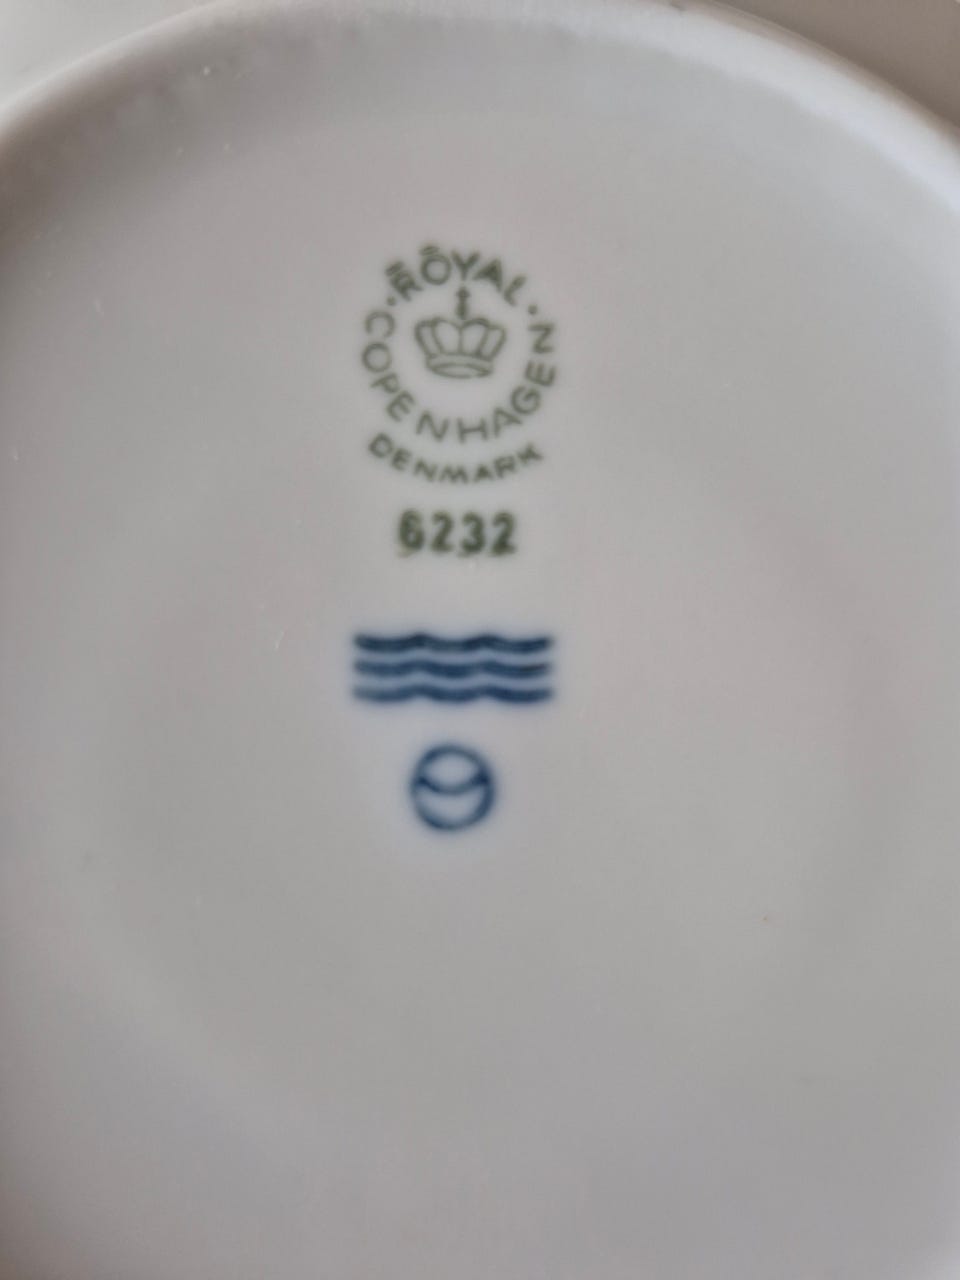 ROYAL
COPENHAGEN
DENMARK
6232